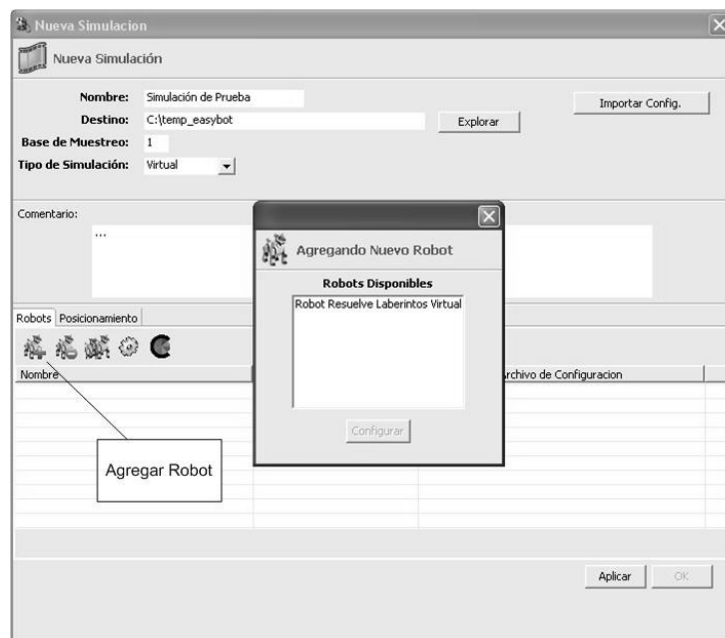 Nueva Simulacion
Nueva Simulación
Nombre: Simulación de Prueba
Importar Config.
Destino: C:\temp_easybot
Explorar
Base de Muestreo: 1
Tipo de Simulación: Virtual
Comentario:
...
Agregando Nuevo Robot
Robots Disponibles
Robot Resuelve Laberintos Virtual
Configurar
Robots Posicionamiento
Nombre
de Configuracion
Agregar Robot
Aplicar
OK